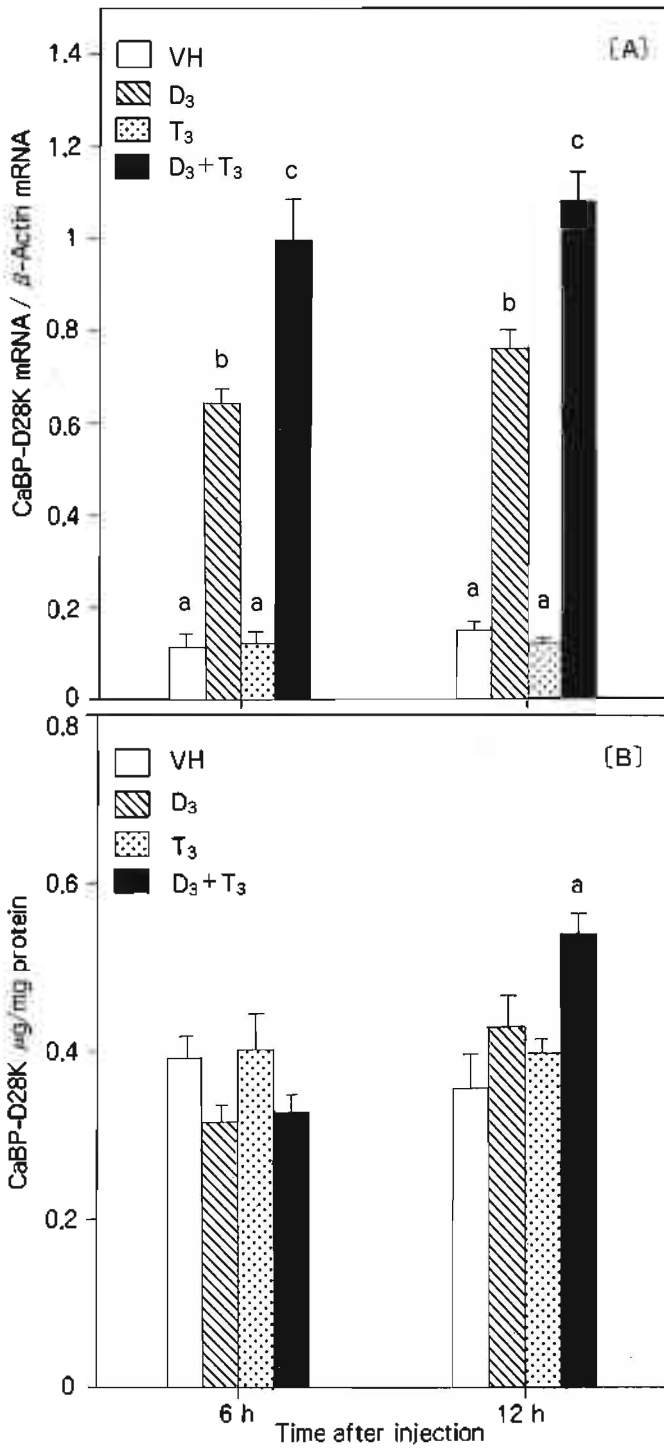 [A]
1.4
1.2
1
0.8
0.6
0.4
0.2
0
CaBP-D28K mRNA / β-Actin mRNA
VH
D₃
T₃
D₃+T₃
a
b
a
c
a
b
a
c
[B]
0.8
0.6
0.4
0.2
0
CaBP-D28K μg/mg protein
VH
D₃
T₃
D₃+T₃
a
6 h
12 h
Time after injection